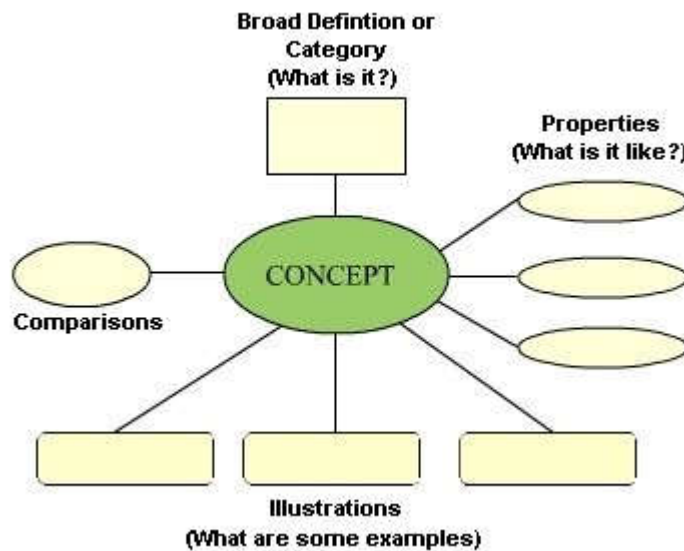 Broad Defintion or
Category
(What is it?)
Properties
(What is it like?)
CONCEPT
Comparisons
Illustrations
(What are some examples)